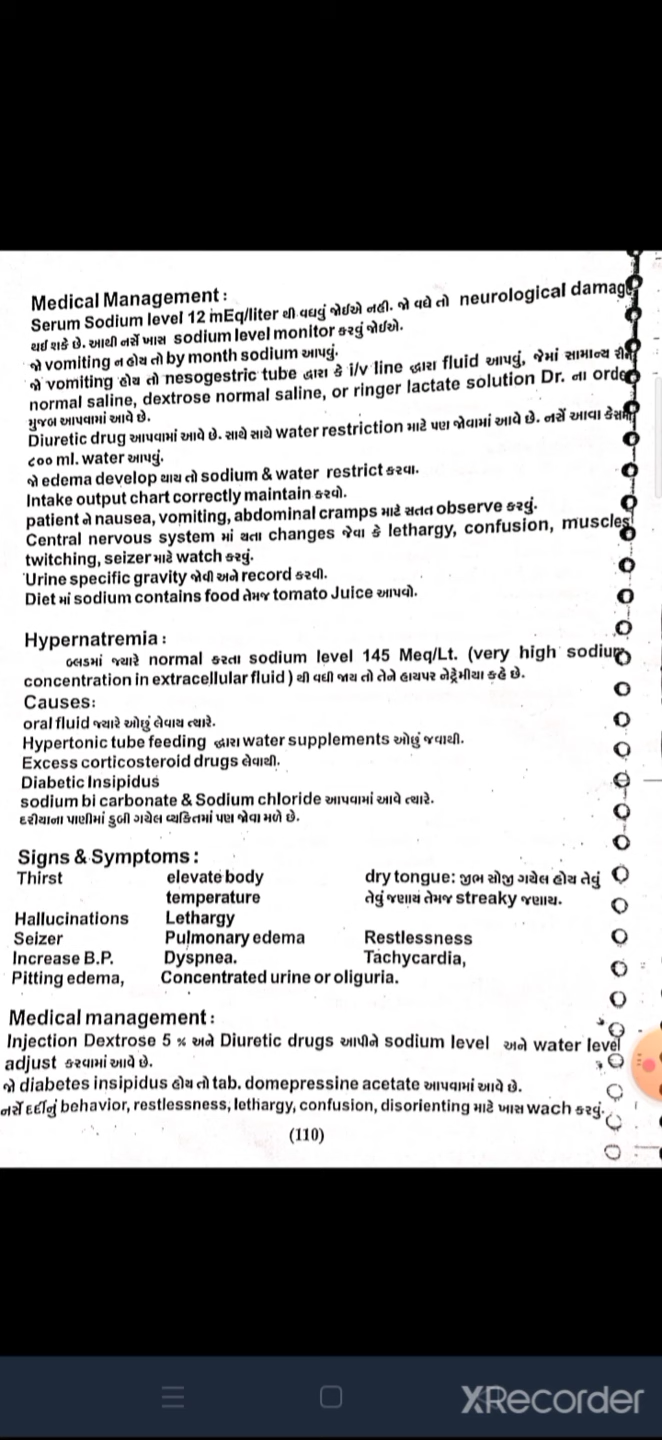 Medical Management :
Serum Sodium level 12 mEq/liter થી વધવું જોઈએ નહી. જો વધે તો neurological damage
થઈ શકે છે. આથી નર્સે ખાસ sodium level monitor કરવું જોઈએ.
જો vomiting ન હોય તો by month sodium આપવું.
જો vomiting હોય તો nesogestric tube દ્વારા કે i/v line દ્વારા fluid આપવું, જેમાં સામાન્ય રીતે
normal saline, dextrose normal saline, or ringer lactate solution Dr. ના order
મુજબ આપવામાં આવે છે.
Diuretic drug આપવામાં આવે છે. સાથે સાથે water restriction માટે પણ જોવામાં આવે છે. નર્સે આવા કેસમાં
૮૦૦ ml. water આપવું.
જો edema develop થાય તો sodium & water restrict કરવા.
Intake output chart correctly maintain કરવો.
patient ને nausea, vomiting, abdominal cramps માટે સતત observe કરવું.
Central nervous system માં થતા changes જેવા કે lethargy, confusion, muscles
twitching, seizer માટે watch કરવું.
Urine specific gravity જોવી અને record કરવી.
Diet માં sodium contains food તેમજ tomato Juice આપવો.
Hypernatremia :
બ્લડમાં જ્યારે normal કરતા sodium level 145 Meq/Lt. (very high sodium
concentration in extracellular fluid ) થી વધી જાય તો તેને હાયપર નેટ્રેમીયા કહે છે.
Causes:
oral fluid જ્યારે ઓછું લેવાય ત્યારે.
Hypertonic tube feeding દ્વારા water supplements ઓછું જવાથી.
Excess corticosteroid drugs લેવાથી.
Diabetic Insipidus
sodium bi carbonate & Sodium chloride આપવામાં આવે ત્યારે.
દરીયાના પાણીમાં ડુબી ગયેલ વ્યકિતમાં પણ જોવા મળે છે.
Signs & Symptoms :
Thirst elevate body dry tongue: જીભ સોજી ગયેલ હોય તેવું
temperature તેવું જણાય તેમજ streaky જણાય.
Hallucinations Lethargy
Seizer Pulmonary edema Restlessness
Increase B.P. Dyspnea. Tachycardia,
Pitting edema, Concentrated urine or oliguria.
Medical management :
Injection Dextrose 5 % અને Diuretic drugs આપીને sodium level અને water level
adjust કરવામાં આવે છે.
જો diabetes insipidus હોય તો tab. domepressine acetate આપવામાં આવે છે.
નર્સે દર્દીનું behavior, restlessness, lethargy, confusion, disorienting માટે ખાસ wach કરવું.
(110)
XRecorder